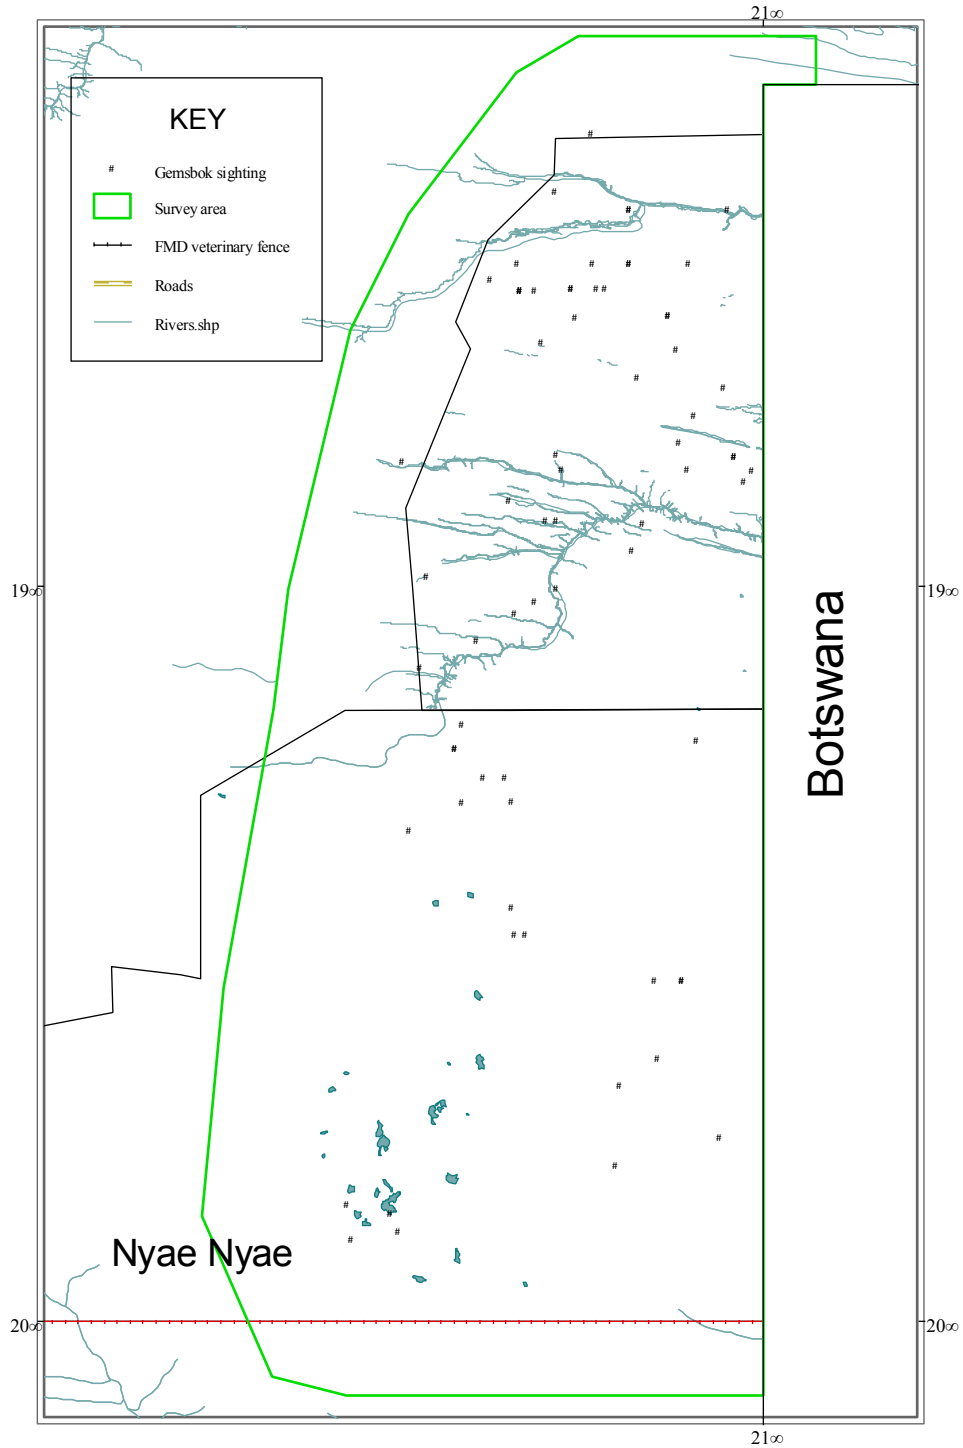 21∞
KEY
# Gemsbok sighting
Survey area
FMD veterinary fence
Roads
Rivers.shp
19∞
19∞
Botswana
Nyae Nyae
20∞
20∞
21∞